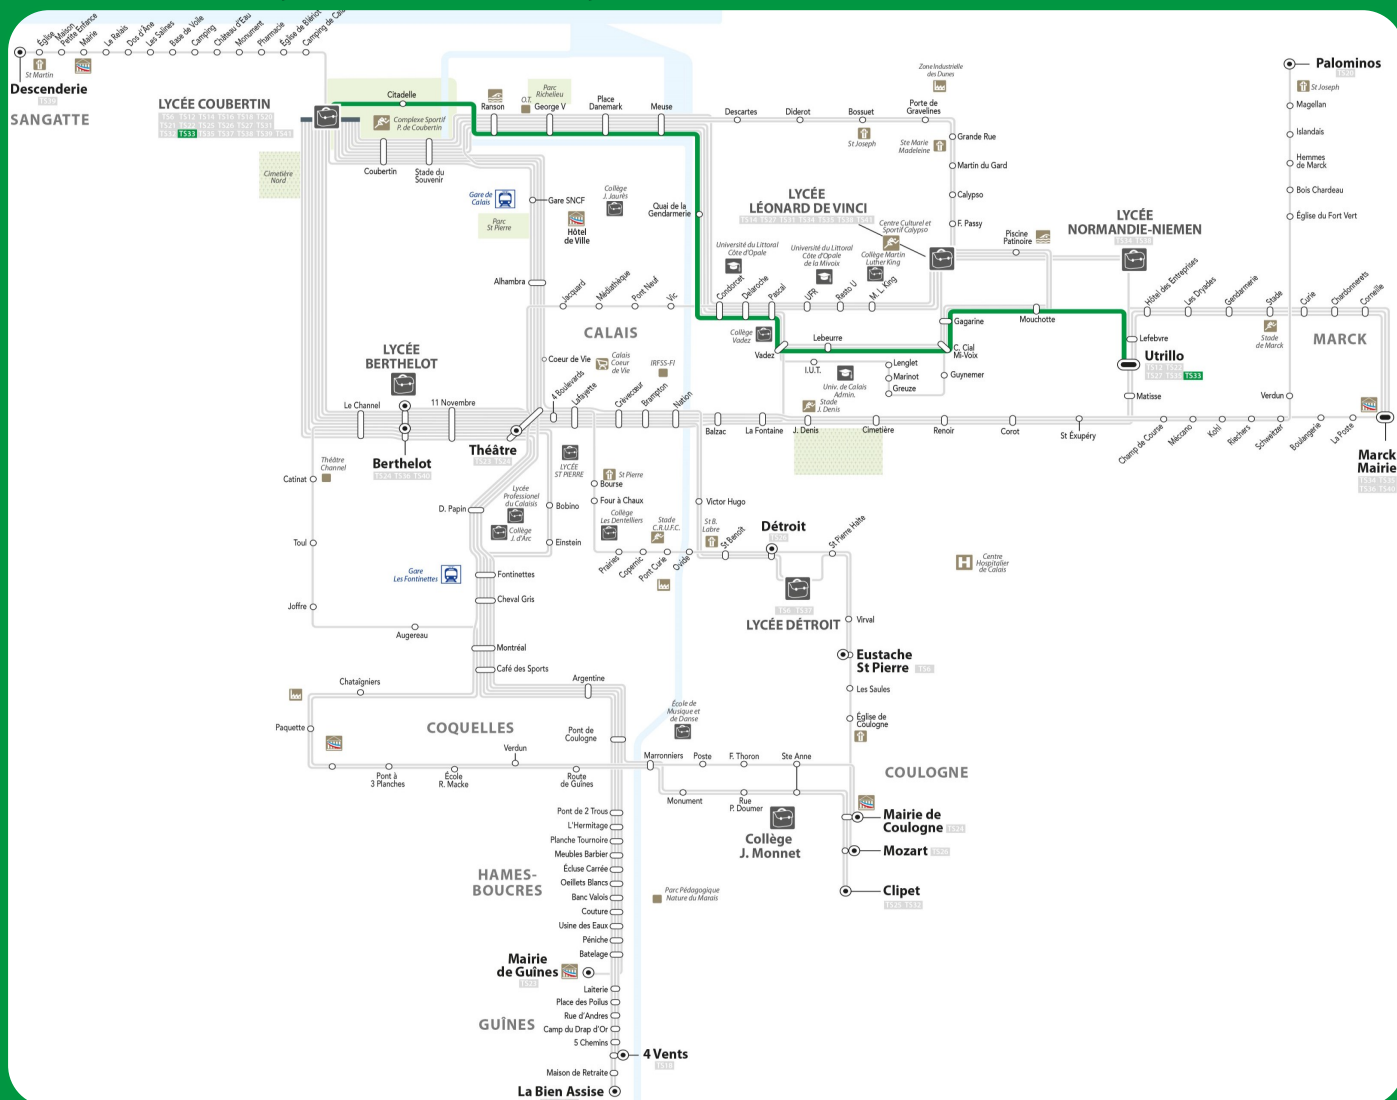 Église
Maison
Petite Enfance
Mairie
Le Relais
Dos d'Âne
Les Salines
Base de Voile
Camping
Château d'Eau
Monument
Pharmacie
Église de Blériot
St Martin
Descenderie
TS39
SANGATTE
LYCÉE COUBERTIN
TS33
Citadelle
Complexe Sportif
P. de Coubertin
Cimetière
Nord
Coubertin
Stade du
Souvenir
Ranson
O.T.
Parc
Richelieu
George V
Place
Danemark
Meuse
Descartes
Diderot
Bossuet
St Joseph
Zone Industrielle
des Dunes
Porte de
Gravelines
Ste Marie
Madeleine
Grande Rue
Martin du Gard
Calypso
F. Passy
Palominos
St Joseph
Magellan
Islandais
Hemmes
de Marck
Bois Chardeau
Église du Fort Vert
Gare de
Calais
Gare SNCF
Parc
St Pierre
Hôtel
de Ville
Collège
J. Jaurès
Quai de la
Gendarmerie
LYCÉE
LÉONARD DE VINCI
Centre Culturel et
Sportif Calypso
Collège Martin
Luther King
Université du Littoral
Côte d'Opale
Université du Littoral
Côte d'Opale
de la Mivoix
Piscine
Patinoire
LYCÉE
NORMANDIE-NIEMEN
Alhambra
Jacquard
Médiathèque
Pont Neuf
Vic
CALAIS
Condorcet
Delaroche
Pascal
UFR
Resto U
M. L. King
Collège
Vadez
Vadez
Lebeurre
Gagarine
C. Cial
Mi-Voix
Mouchotte
I.U.T.
Univ. de Calais
Admin.
Lenglet
Marinot
Greuze
Guynemer
Hôtel des Entreprises
Les Dryades
Gendarmerie
Stade
Curie
Chardonnerets
Corneille
Stade
de Marck
MARCK
Lefebvre
Utrillo
TS33
Matisse
Verdun
LYCÉE
BERTHELOT
Coeur de Vie
Calais
Coeur
de Vie
IRFSS-FI
Le Channel
11 Novembre
4 Boulevards
Lafayette
Crèvecœur
Brampton
Nation
Balzac
La Fontaine
Stade
J. Denis
J. Denis
Cimetière
Renoir
Corot
St Exupéry
Champ de Course
Mézzano
Kohl
Riechers
Schweitzer
Boulangerie
La Poste
Marck
Mairie
Berthelot
Théâtre
Théâtre
Channel
Catinat
Toul
Joffre
Augereau
LYCÉE
ST PIERRE
Lycée
Professionel
du Calaisis
Collège
J. d'Arc
D. Papin
Bobino
Einstein
St Pierre
Bourse
Four à Chaux
Collège
Les Dentelliers
Stade
C.R.U.F.C.
Victor Hugo
St B.
Labre
Prairies
Copernic
Pont Curie
Ovide
St Benoît
Détroit
St Pierre Halte
LYCÉE DÉTROIT
Centre
Hospitalier
de Calais
Gare
Les Fontinettes
Fontinettes
Cheval Gris
Montréal
Café des Sports
Virval
Eustache
St Pierre
Les Saules
Église de
Coulogne
Chataîgniers
Argentine
Paquette
COQUELLES
Pont de
Coulogne
École de
Musique et
de Danse
Pont à
3 Planches
École
R. Macke
Verdun
Route
de Guînes
Marronniers
Poste
F. Thoron
Ste Anne
COULOGNE
Monument
Rue
P. Doumer
Collège
J. Monnet
Mairie de
Coulogne
TS24
Mozart
Clipet
Pont de 2 Trous
L'Hermitage
Planche Tournoire
Meubles Barbier
Écluse Carrée
Oeillets Blancs
Banc Valois
Couture
Usine des Eaux
Péniche
Batelage
HAMES-
BOUCRES
Parc Pédagogique
Nature du Marais
Mairie
de Guînes
TS23
Laiterie
Place des Poilus
Rue d'Andres
Camp du Drap d'Or
5 Chemins
GUÎNES
4 Vents
TS18
Maison de Retraite
La Bien Assise